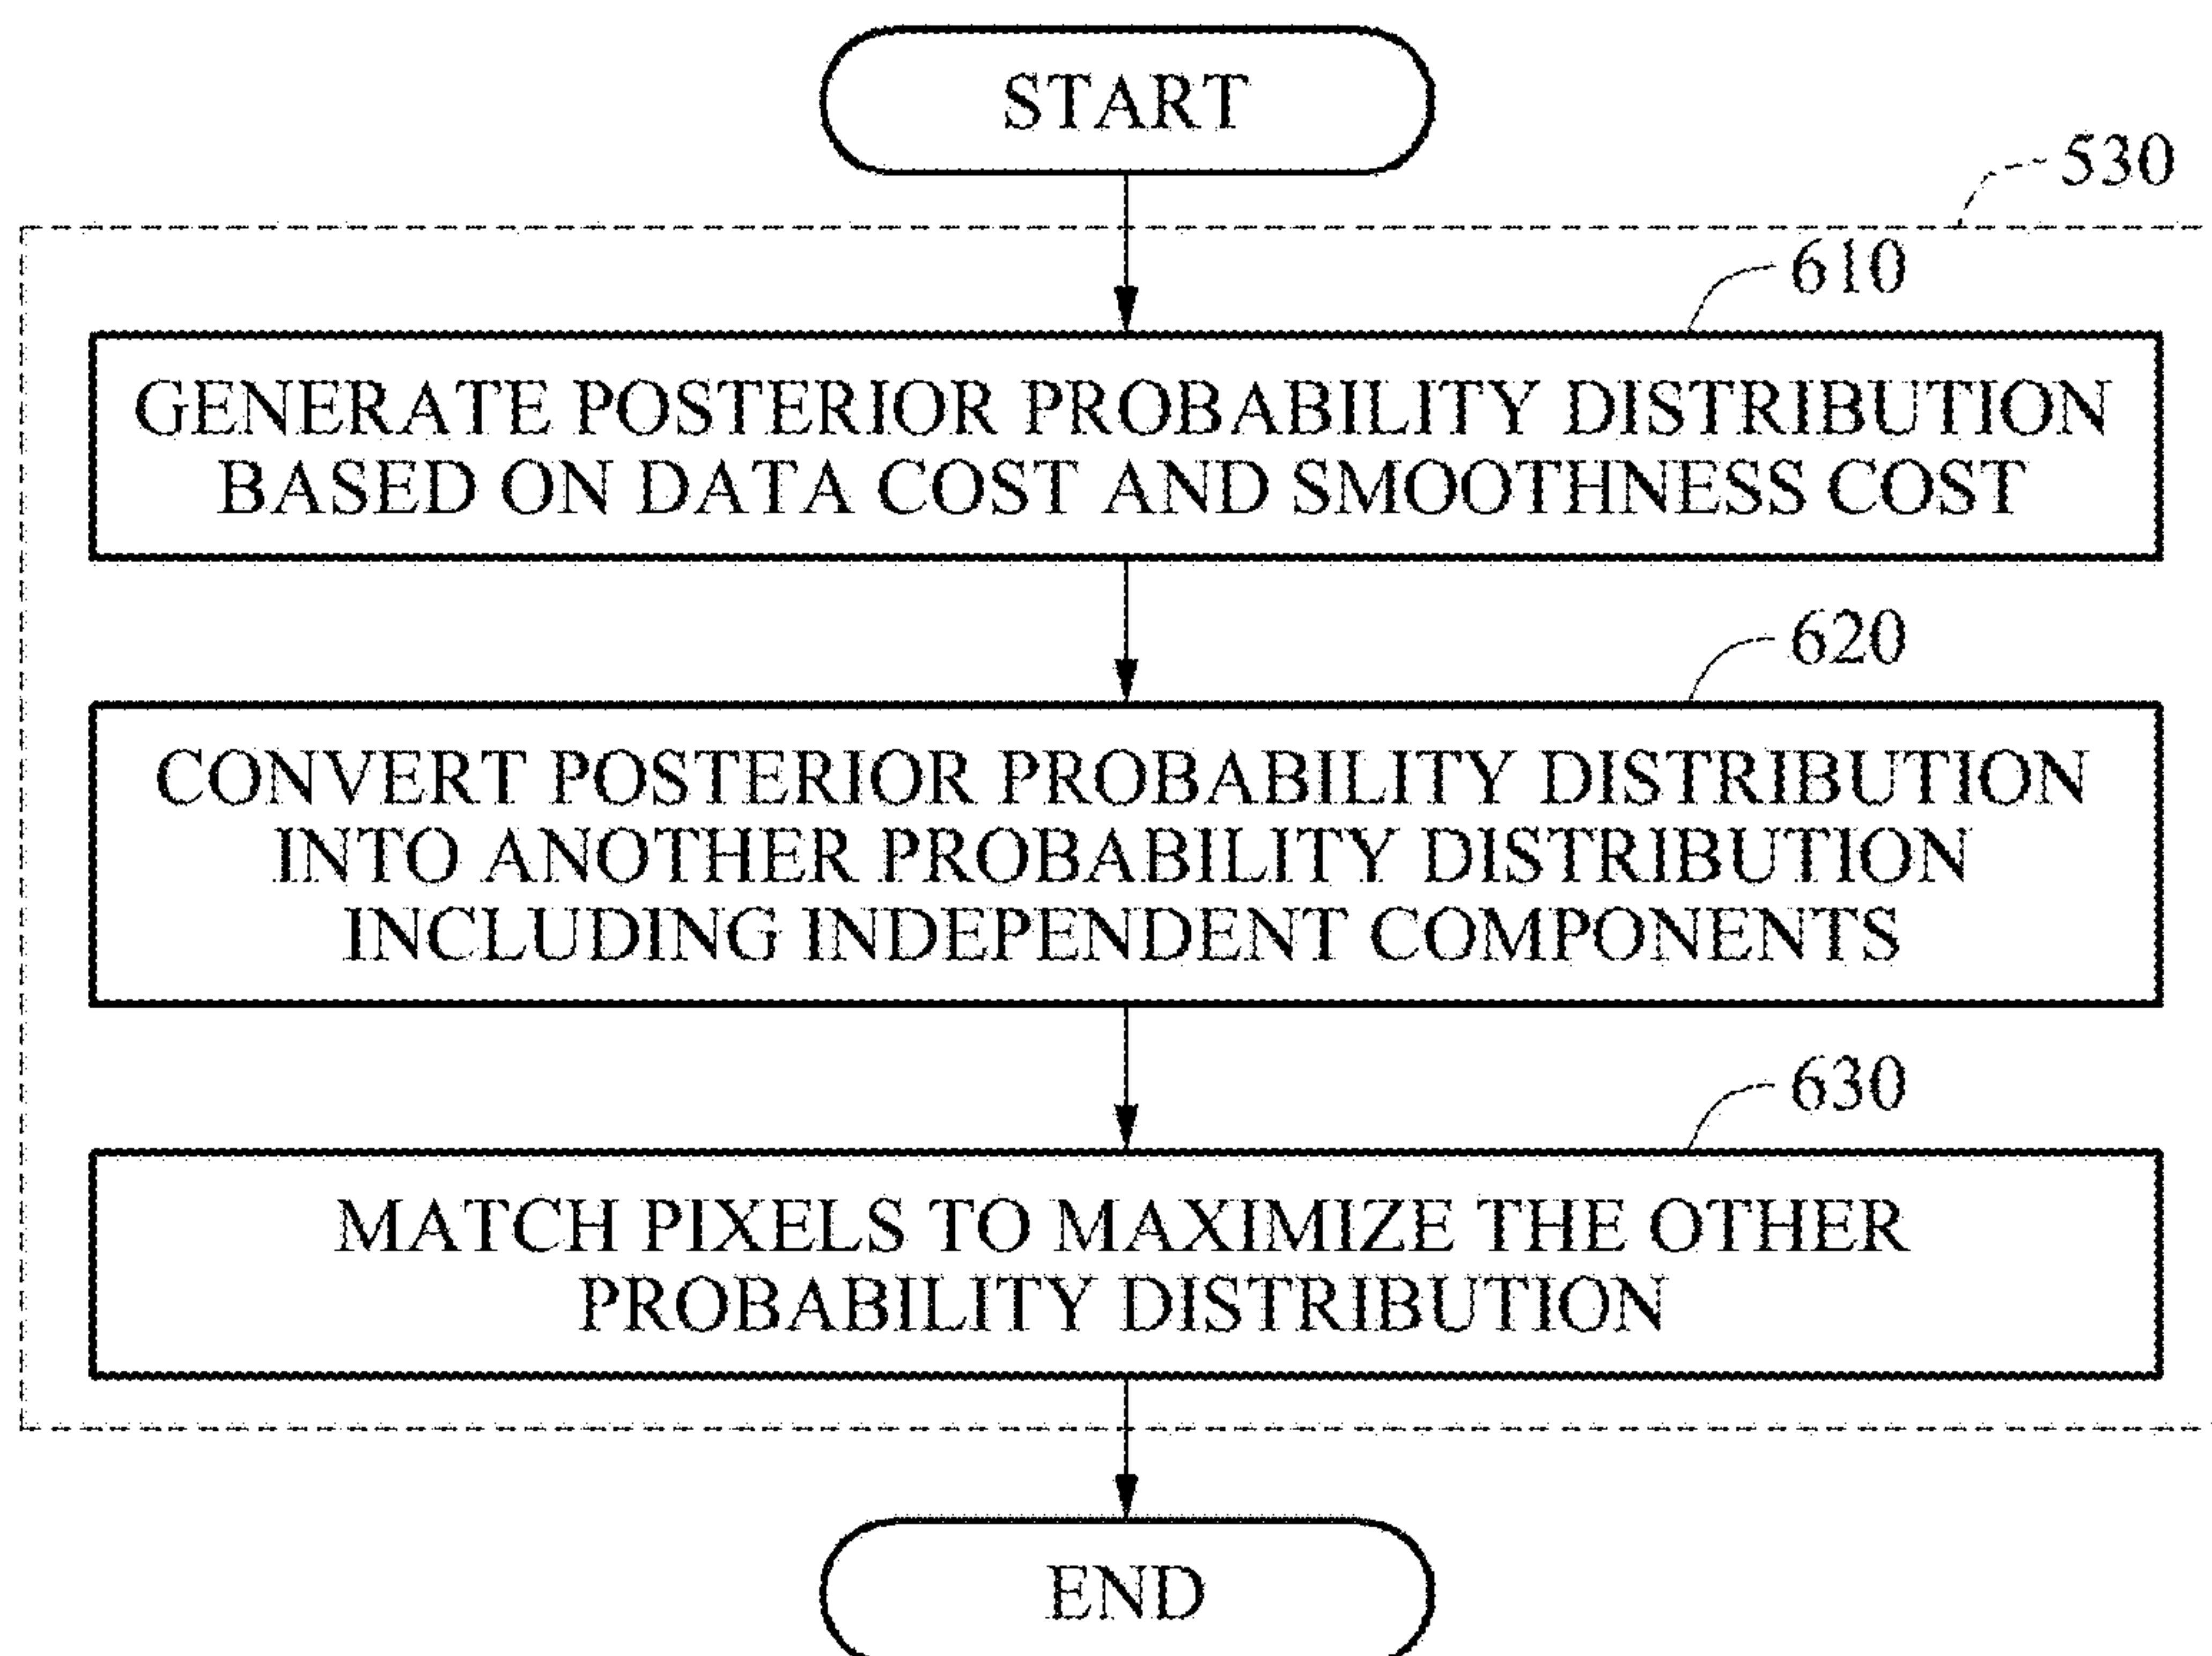 START
530
610
GENERATE POSTERIOR PROBABILITY DISTRIBUTION
BASED ON DATA COST AND SMOOTHNESS COST
620
CONVERT POSTERIOR PROBABILITY DISTRIBUTION
INTO ANOTHER PROBABILITY DISTRIBUTION
INCLUDING INDEPENDENT COMPONENTS
630
MATCH PIXELS TO MAXIMIZE THE OTHER
PROBABILITY DISTRIBUTION
END